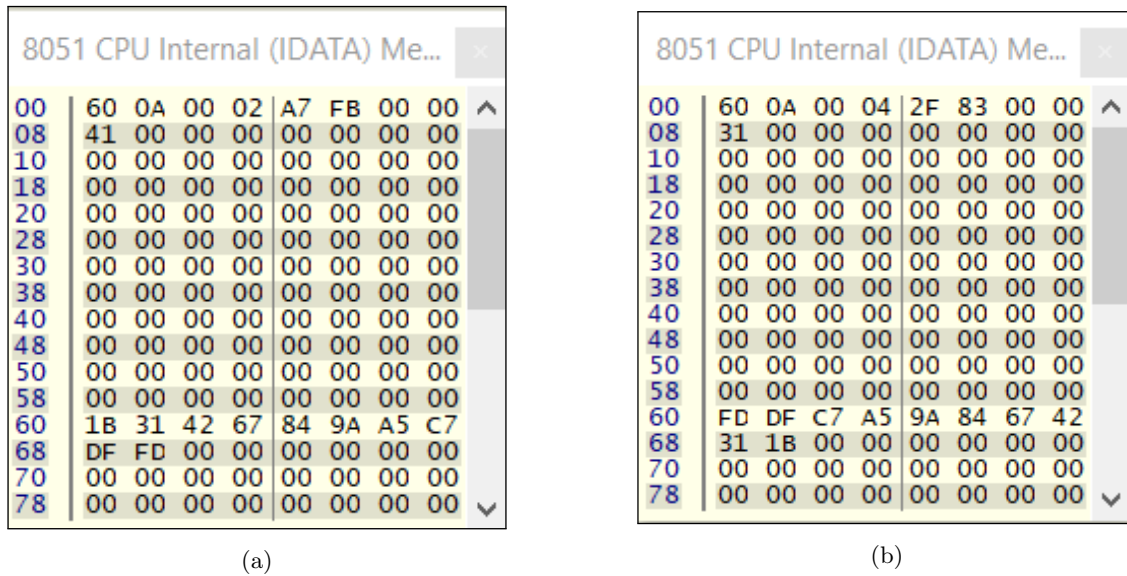 8051 CPU Internal (IDATA) Me...
00 60 0A 00 02 A7 FB 00 00
08 41 00 00 00 00 00 00 00
10 00 00 00 00 00 00 00 00
18 00 00 00 00 00 00 00 00
20 00 00 00 00 00 00 00 00
28 00 00 00 00 00 00 00 00
30 00 00 00 00 00 00 00 00
38 00 00 00 00 00 00 00 00
40 00 00 00 00 00 00 00 00
48 00 00 00 00 00 00 00 00
50 00 00 00 00 00 00 00 00
58 00 00 00 00 00 00 00 00
60 1B 31 42 67 84 9A A5 C7
68 DF FD 00 00 00 00 00 00
70 00 00 00 00 00 00 00 00
78 00 00 00 00 00 00 00 00
(a)
8051 CPU Internal (IDATA) Me...
00 60 0A 00 04 2F 83 00 00
08 31 00 00 00 00 00 00 00
10 00 00 00 00 00 00 00 00
18 00 00 00 00 00 00 00 00
20 00 00 00 00 00 00 00 00
28 00 00 00 00 00 00 00 00
30 00 00 00 00 00 00 00 00
38 00 00 00 00 00 00 00 00
40 00 00 00 00 00 00 00 00
48 00 00 00 00 00 00 00 00
50 00 00 00 00 00 00 00 00
58 00 00 00 00 00 00 00 00
60 FD DF C7 A5 9A 84 67 42
68 31 1B 00 00 00 00 00 00
70 00 00 00 00 00 00 00 00
78 00 00 00 00 00 00 00 00
(b)